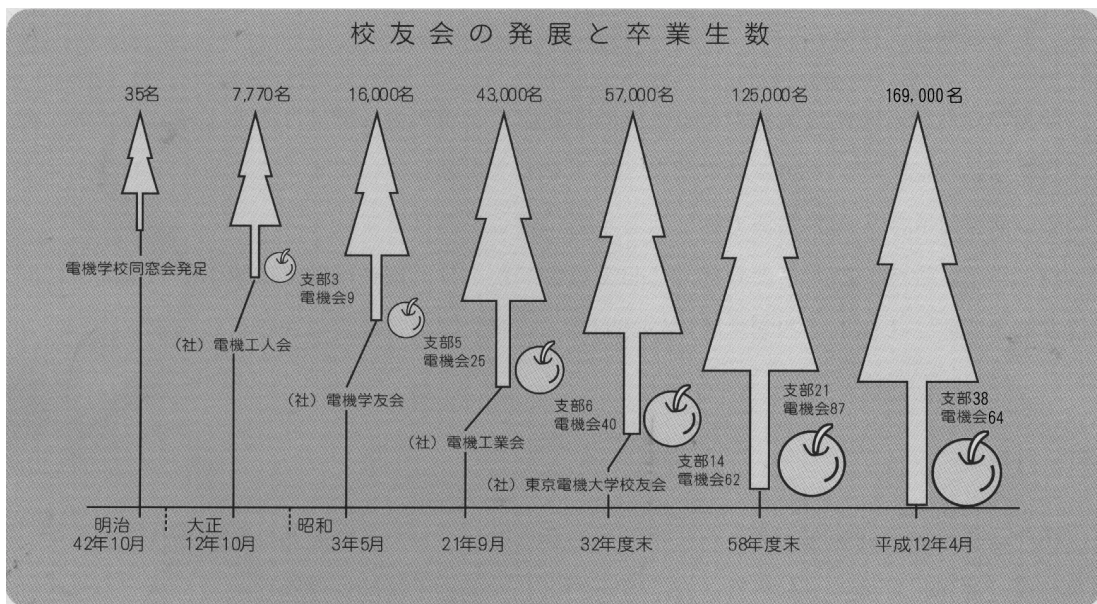 校友会の発展と卒業生数
35名
7,770名
16,000名
43,000名
57,000名
125,000名
169,000名
電機学校同窓会発足
支部3
電機会9
（社）電機工人会
支部5
電機会25
（社）電機学友会
支部6
電機会40
（社）電機工業会
支部14
電機会62
（社）東京電機大学校友会
支部21
電機会87
支部38
電機会64
明治
42年10月
大正
12年10月
昭和
3年5月
21年9月
32年度末
58年度末
平成12年4月